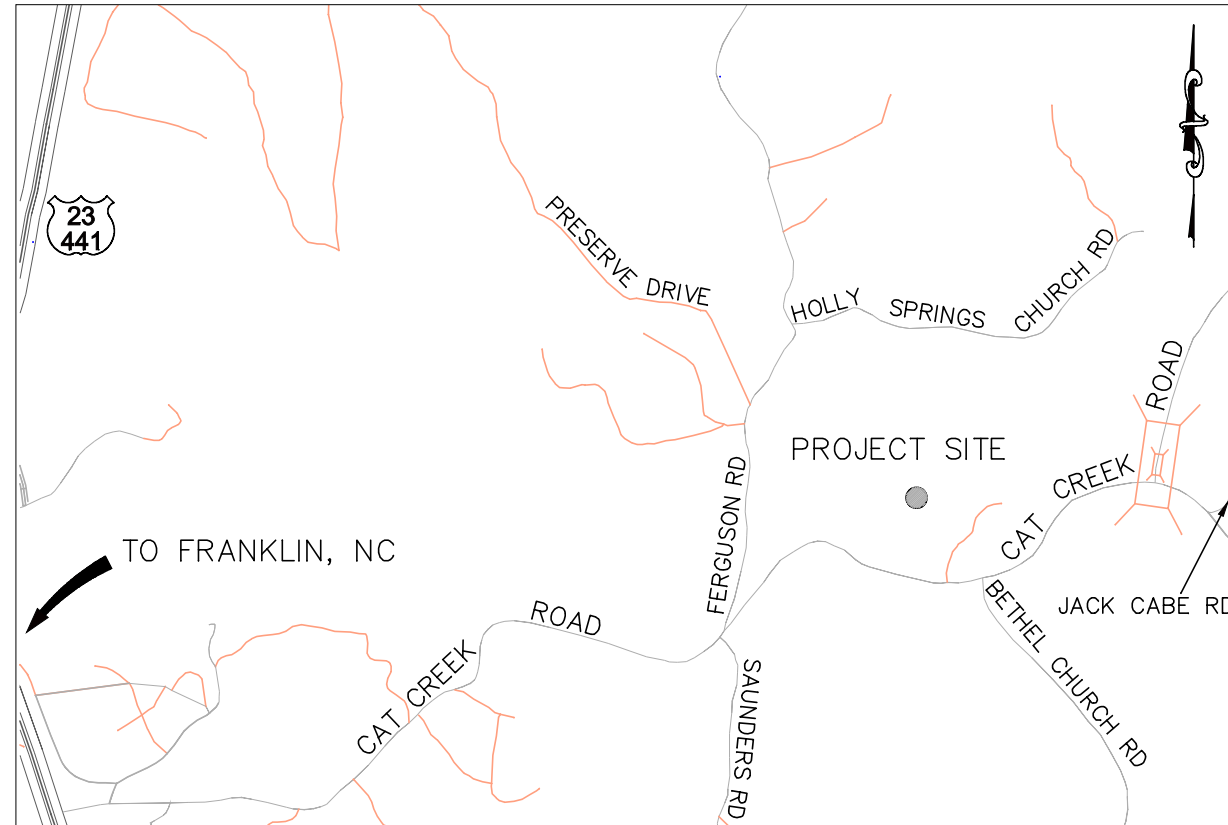 23
441
PRESERVE DRIVE
HOLLY SPRINGS CHURCH RD
ROAD
PROJECT SITE
CAT CREEK
FERGUSON RD
TO FRANKLIN, NC
JACK CABE RD
BETHEL CHURCH RD
ROAD
CAT CREEK
SAUNDERS RD